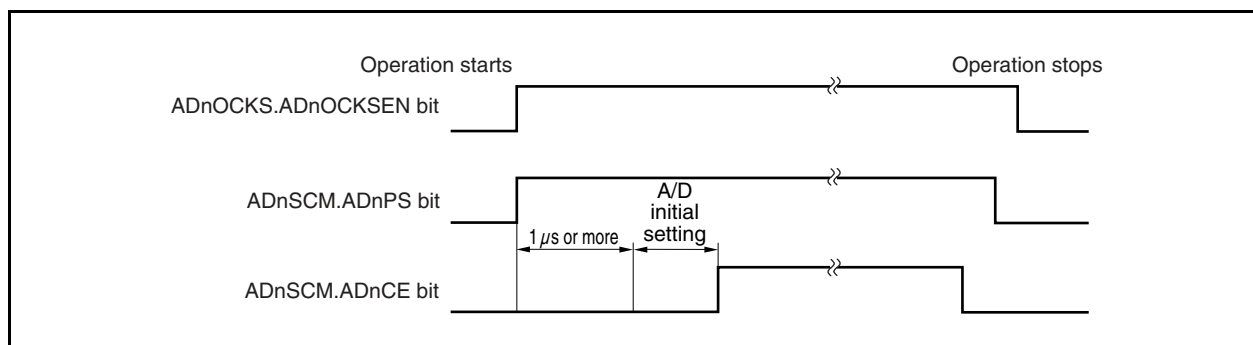 Operation starts
Operation stops
ADnOCKS.ADnOCKSEN bit
ADnSCM.ADnPS bit
A/D
initial
setting
1 μs or more
ADnSCM.ADnCE bit